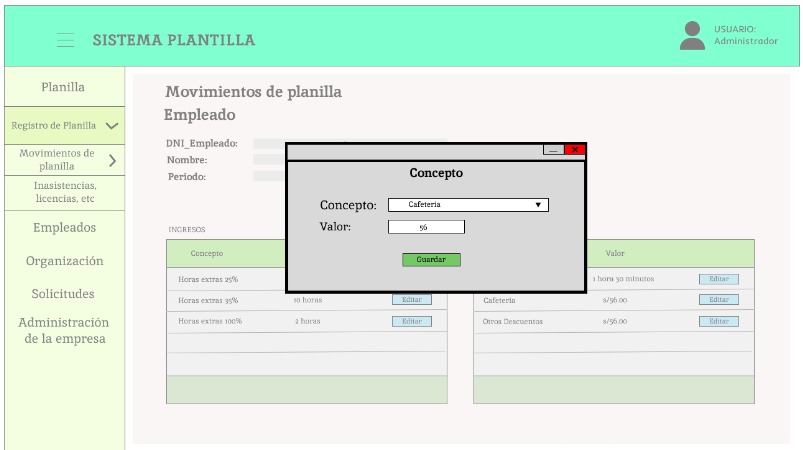 SISTEMA PLANTILLA
USUARIO:
Administrador
Planilla
Registro de Planilla
Movimientos de
planilla
Inasistencias,
licencias, etc
Empleados
Organización
Solicitudes
Administración
de la empresa
Movimientos de planilla
Empleado
DNI_Empleado:
Nombre:
Periodo:
Concepto
Concepto:
Cafeteria
Valor:
56
Guardar
INGRESOS
Concepto
Horas extras 25%
Horas extras 35%
10 horas
Editar
Horas extras 100%
2 horas
Editar
Valor
1 hora 30 minutos
Editar
Cafeteria
s/56.00
Editar
Otros Descuentos
s/56.00
Editar